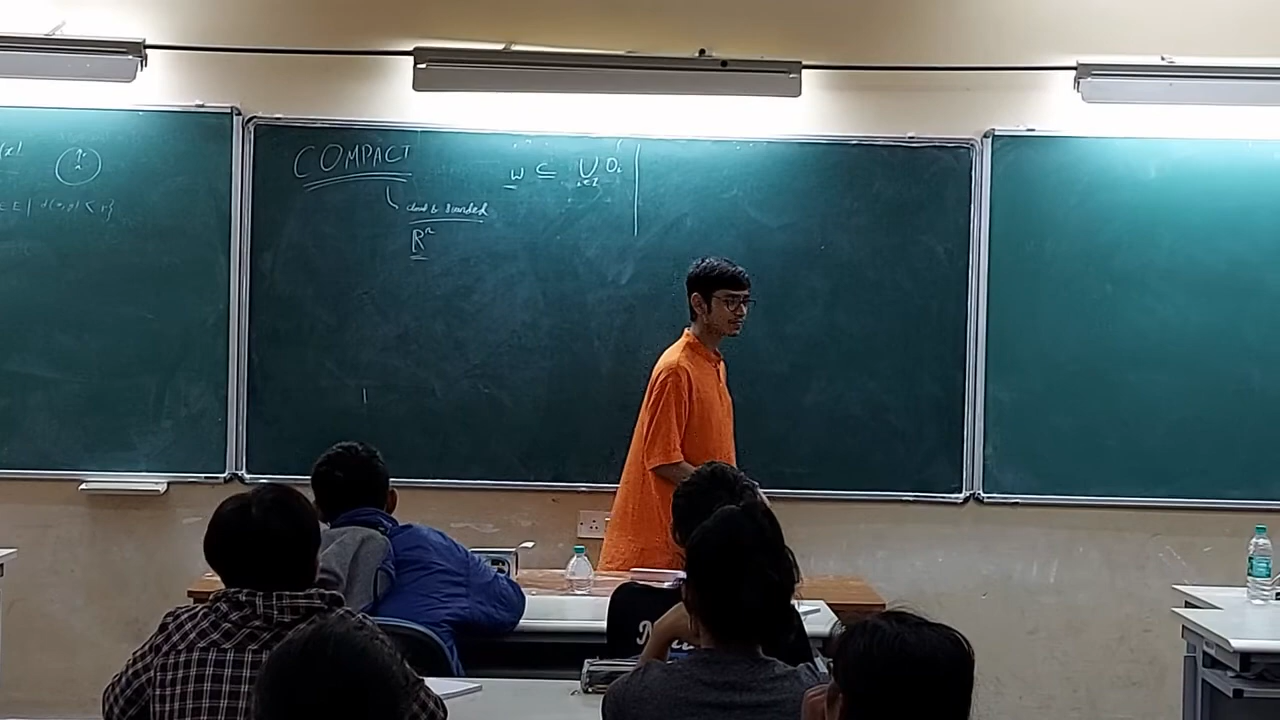 ∈ E | d(x,y) < r}
COMPACT
closed & bounded
ℝⁿ
W ⊆ ⋃ᵢ∈I Oᵢ